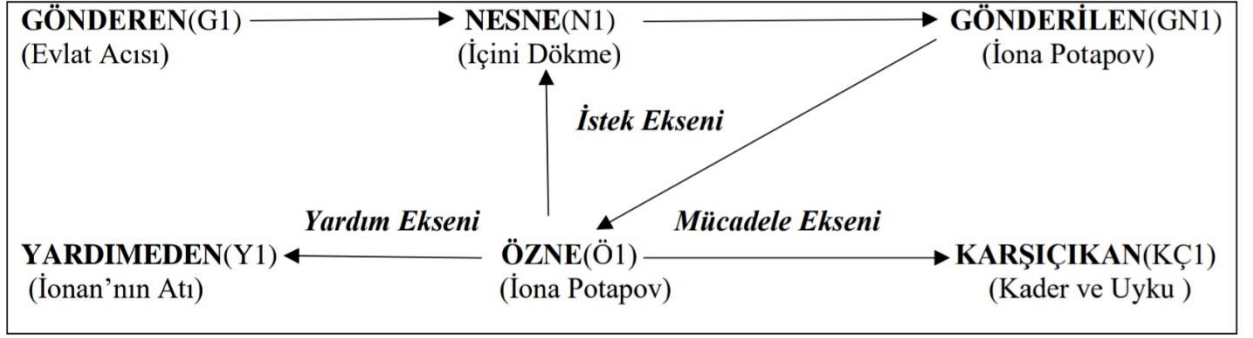 GÖNDEREN(G1) NESNE(N1) GÖNDERİLEN(GN1)
(Evlat Acısı) (İçini Dökme) (İona Potapov)
İstek Ekseni
Yardım Ekseni Mücadele Ekseni
YARDIMEDEN(Y1) ÖZNE(Ö1) KARŞIÇIKAN(KÇ1)
(İonan’nın Atı) (İona Potapov) (Kader ve Uyku )